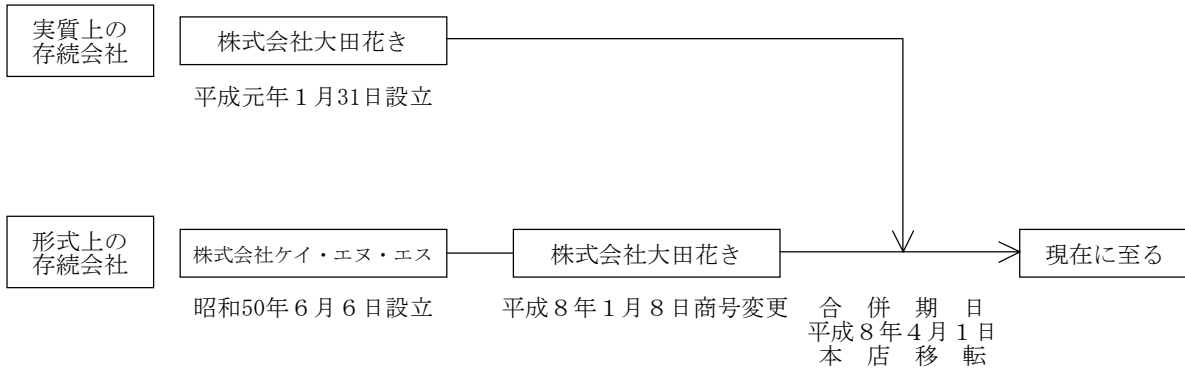 実質上の
存続会社
株式会社大田花き
平成元年１月31日設立
形式上の
存続会社
株式会社ケイ・エヌ・エス
株式会社大田花き
現在に至る
昭和50年６月６日設立
平成８年１月８日商号変更
合併期日
平成８年４月１日
本店移転